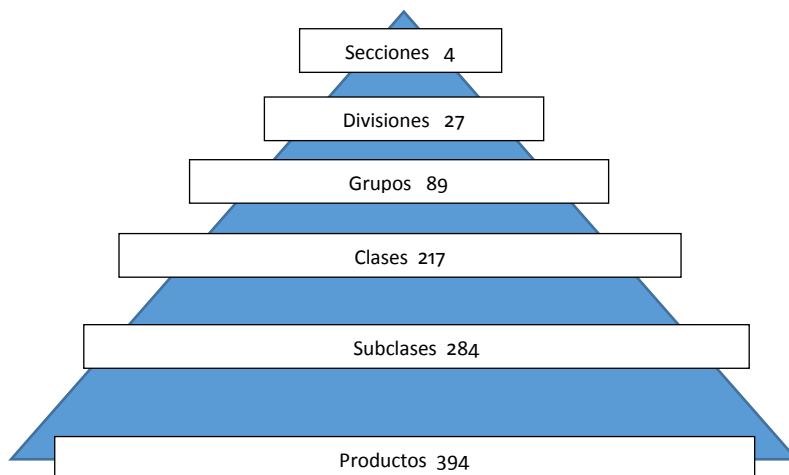 Secciones 4
Divisiones 27
Grupos 89
Clases 217
Subclases 284
Productos 394